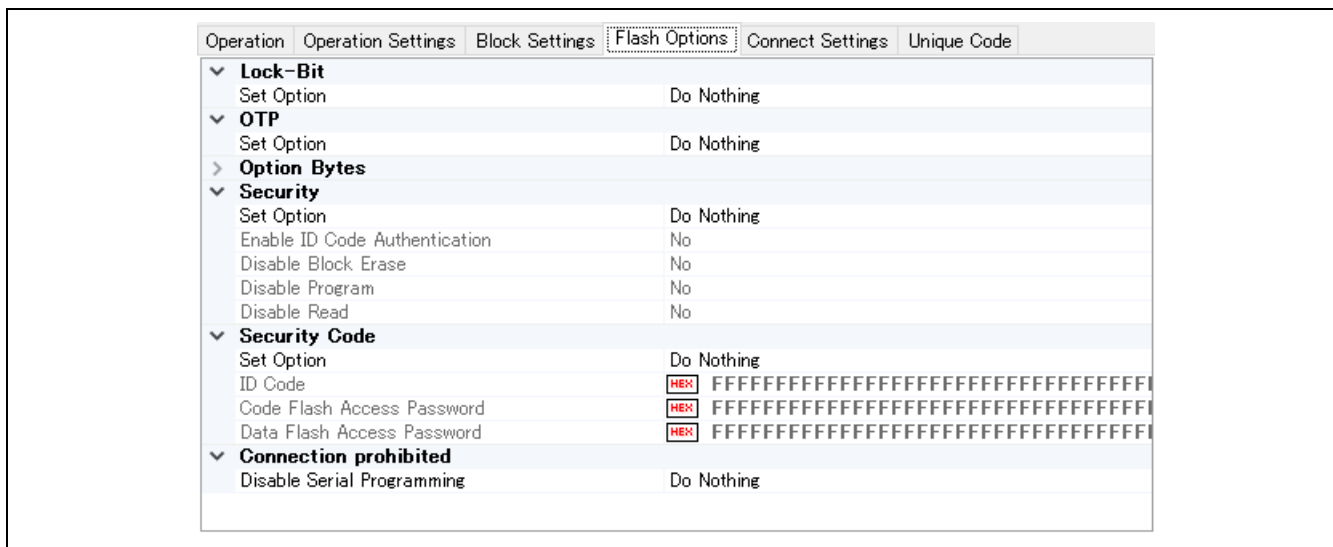 Operation Operation Settings Block Settings Flash Options Connect Settings Unique Code
Lock-Bit
Set Option Do Nothing
OTP
Set Option Do Nothing
Option Bytes
Security
Set Option Do Nothing
Enable ID Code Authentication No
Disable Block Erase No
Disable Program No
Disable Read No
Security Code
Set Option Do Nothing
ID Code HEX FFFFFFFFFFFFFFFFFFFFFFFFFFFFFFFF
Code Flash Access Password HEX FFFFFFFFFFFFFFFFFFFFFFFFFFFFFFFF
Data Flash Access Password HEX FFFFFFFFFFFFFFFFFFFFFFFFFFFFFFFF
Connection prohibited
Disable Serial Programming Do Nothing